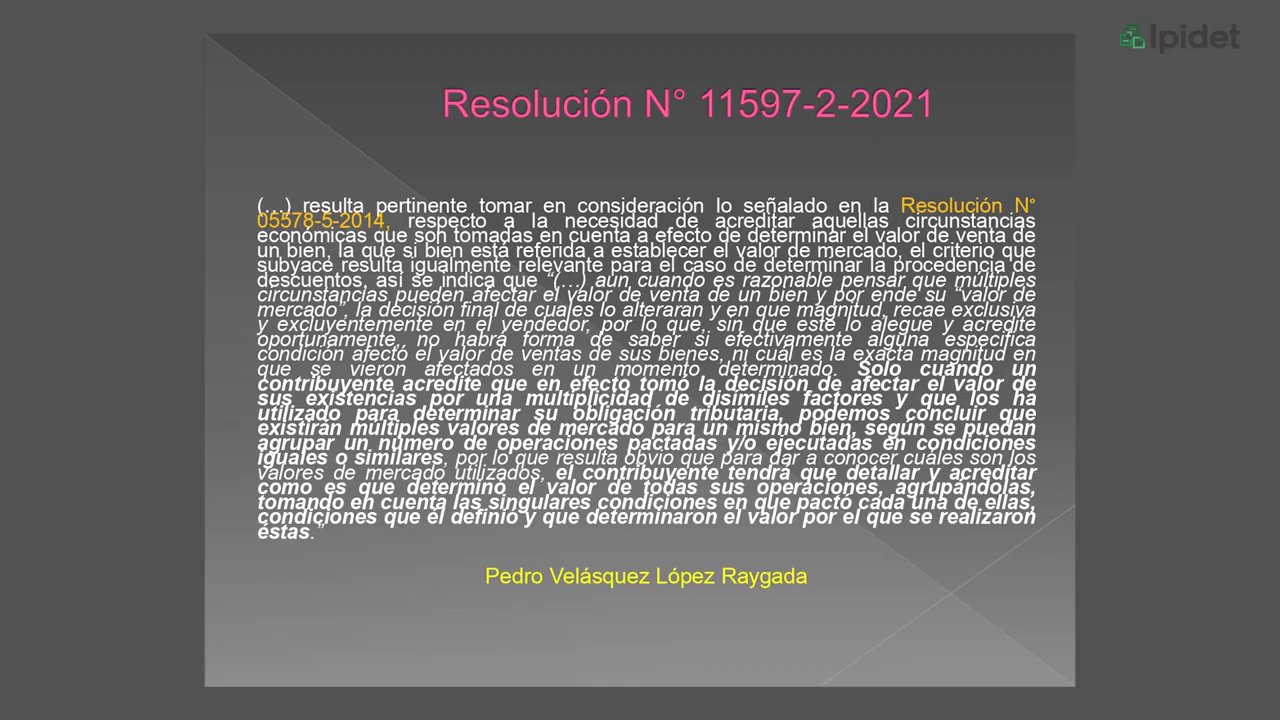 Ipidet
Resolución N° 11597-2-2021
(…) resulta pertinente tomar en consideración lo señalado en la Resolución N°
05578-5-2014, respecto a la necesidad de acreditar aquellas circunstancias
económicas que son tomadas en cuenta a efecto de determinar el valor de venta de
un bien, la que si bien está referida a establecer el valor de mercado, el criterio que
subyace resulta igualmente relevante para el caso de determinar la procedencia de
descuentos, así se indica que “(…) aun cuando es razonable pensar que múltiples
circunstancias pueden afectar el valor de venta de un bien y por ende su “valor de
mercado”, la decisión final de cuales lo alteraran y en que magnitud, recae exclusiva
y excluyentemente en el vendedor, por lo que, sin que este lo alegue y acredite
oportunamente, no habrá forma de saber si efectivamente alguna específica
condición afectó el valor de ventas de sus bienes, ni cuál es la exacta magnitud en
que se vieron afectados en un momento determinado. Solo cuando un
contribuyente acredite que en efecto tomó la decisión de afectar el valor de
sus existencias por una multiplicidad de disímiles factores y que los ha
utilizado para determinar su obligación tributaria, podemos concluir que
existirán múltiples valores de mercado para un mismo bien, según se puedan
agrupar un número de operaciones pactadas y/o ejecutadas en condiciones
iguales o similares, por lo que resulta obvio que para dar a conocer cuáles son los
valores de mercado utilizados, el contribuyente tendrá que detallar y acreditar
como es que determinó el valor de todas sus operaciones, agrupándolas,
tomando en cuenta las singulares condiciones en que pactó cada una de ellas,
condiciones que él definió y que determinaron el valor por el que se realizaron
éstas.”
Pedro Velásquez López Raygada